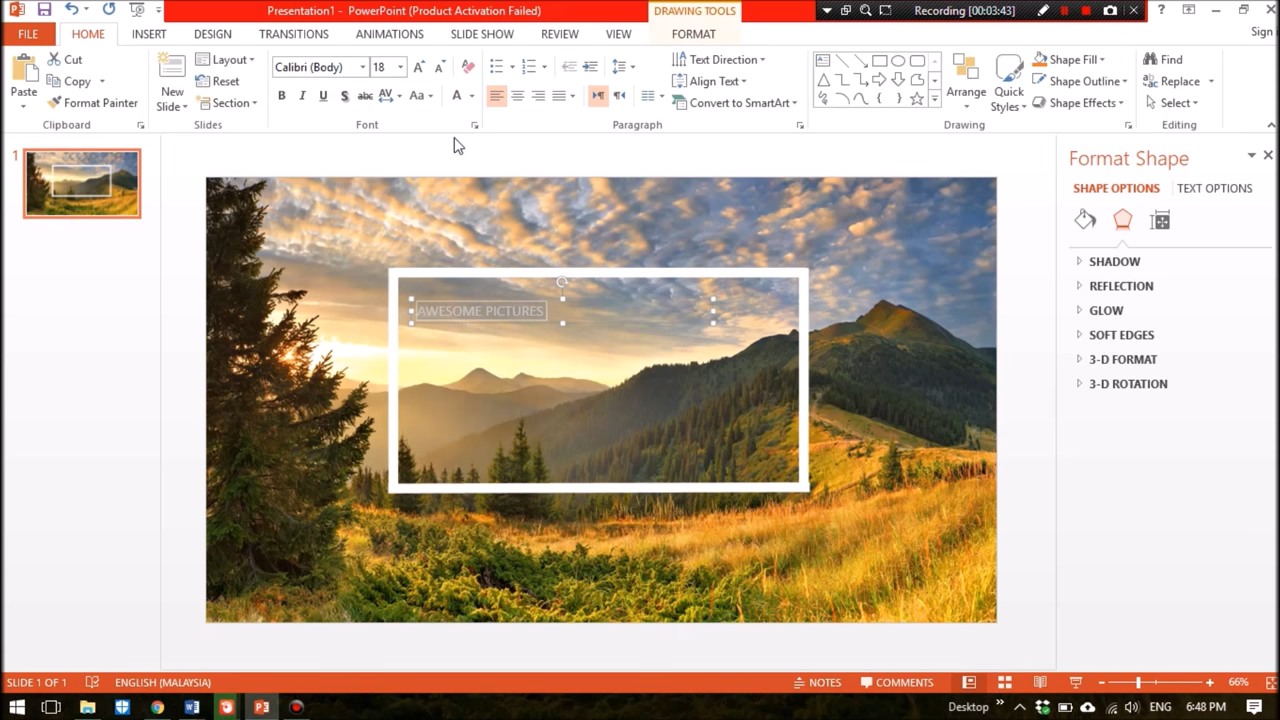 Presentation1 - PowerPoint (Product Activation Failed)
DRAWING TOOLS
Recording [00:03:43]
FILE
HOME
INSERT
DESIGN
TRANSITIONS
ANIMATIONS
SLIDE SHOW
REVIEW
VIEW
FORMAT
Sign
Paste
Cut
Copy
Format Painter
Clipboard
New
Slide
Layout
Reset
Section
Slides
Calibri (Body)
18
B I U S abc AV Aa A
Font
Text Direction
Align Text
Convert to SmartArt
Paragraph
Arrange
Quick
Styles
Shape Fill
Shape Outline
Shape Effects
Drawing
Find
Replace
Select
Editing
1
AWESOME PICTURES
Format Shape
SHAPE OPTIONS
TEXT OPTIONS
SHADOW
REFLECTION
GLOW
SOFT EDGES
3-D FORMAT
3-D ROTATION
SLIDE 1 OF 1
ENGLISH (MALAYSIA)
NOTES
COMMENTS
66%
Desktop
ENG
6:48 PM